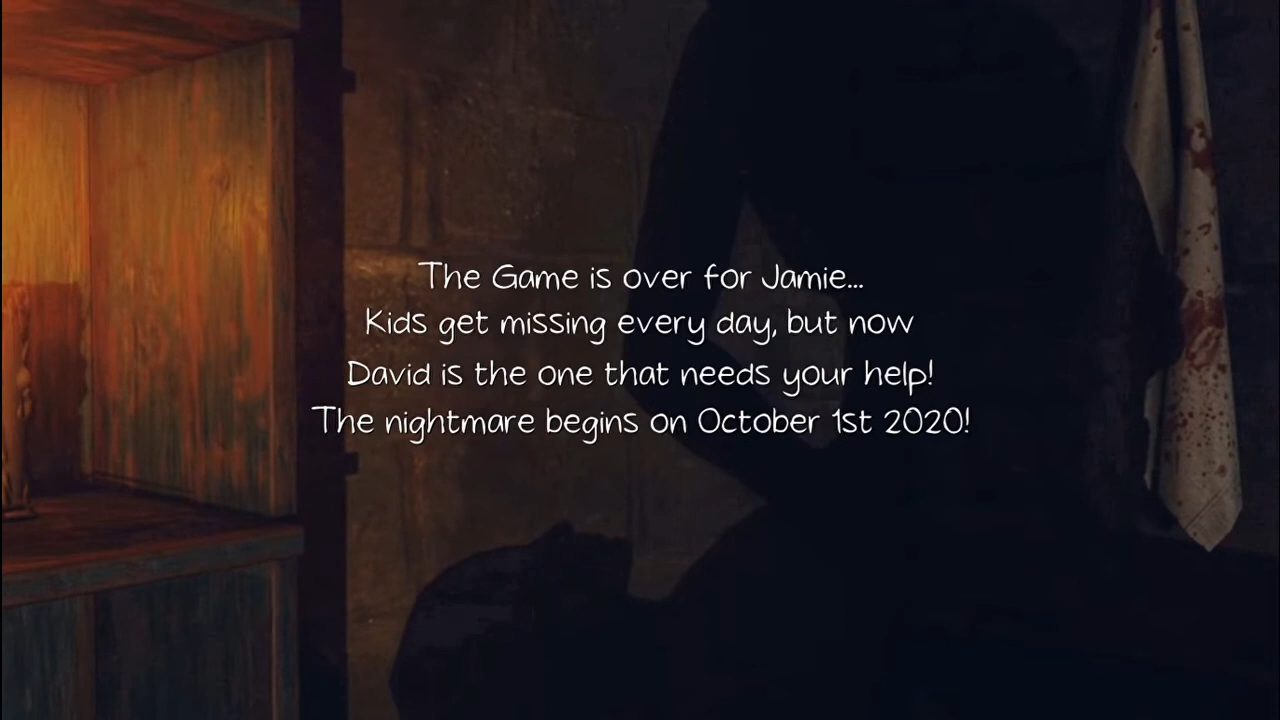 The Game is over for Jamie...
Kids get missing every day, but now
David is the one that needs your help!
The nightmare begins on October 1st 2020!